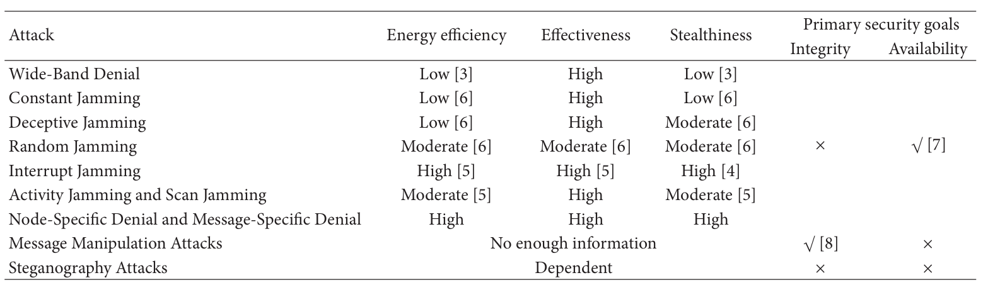 Attack Energy efficiency Effectiveness Stealthiness Primary security goals
Integrity Availability
Wide-Band Denial Low [3] High Low [3]
Constant Jamming Low [6] High Low [6]
Deceptive Jamming Low [6] High Moderate [6]
Random Jamming Moderate [6] Moderate [6] Moderate [6] × √ [7]
Interrupt Jamming High [5] High [5] High [4]
Activity Jamming and Scan Jamming Moderate [5] High Moderate [5]
Node-Specific Denial and Message-Specific Denial High High High
Message Manipulation Attacks No enough information √ [8] ×
Steganography Attacks Dependent × ×